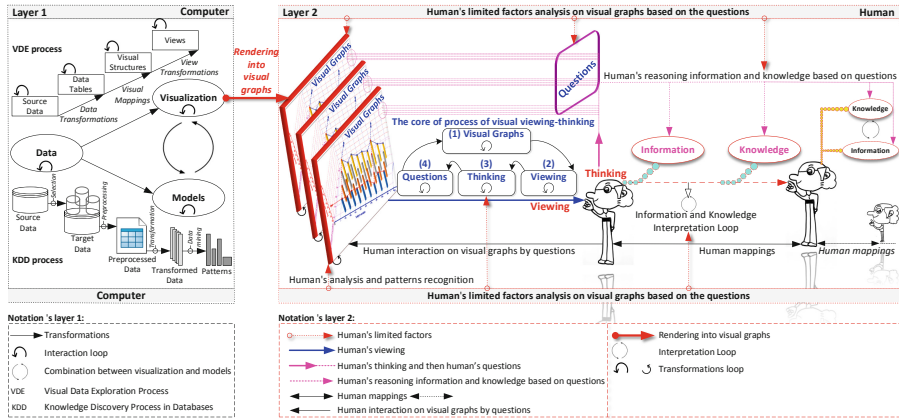 Layer 1
Computer
VDE process
Views
Visual
Structures
Data
Tables
Source
Data
View
Transformations
Visual
Mappings
Data
Transformations
Visualization
Data
Models
Source
Data
Selection
Target
Data
Preprocessing
Preprocessed
Data
Transformation
Transformed
Data
Data
mining
Patterns
KDD process
Computer
Rendering
into
visual
graphs
Layer 2
Human's limited factors analysis on visual graphs based on the questions
Human
Visual Graphs
Visual Graphs
Visual Graphs
Questions
Human's reasoning information and knowledge based on questions
The core of process of visual viewing-thinking
(1) Visual Graphs
(4)
Questions
(3)
Thinking
(2)
Viewing
Viewing
Thinking
Information
Knowledge
Knowledge
Information
Information and Knowledge
Interpretation Loop
Human interaction on visual graphs by questions
Human mappings
Human mappings
Human's analysis and patterns recognition
Human's limited factors analysis on visual graphs based on the questions
Notation 's layer 1:
Transformations
Interaction loop
Combination between visualization and models
VDE Visual Data Exploration Process
KDD Knowledge Discovery Process in Databases
Notation 's layer 2:
Human's limited factors
Human's viewing
Human's thinking and then human's questions
Human's reasoning information and knowledge based on questions
Human mappings
Human interaction on visual graphs by questions
Rendering into visual graphs
Interpretation Loop
Transformations loop